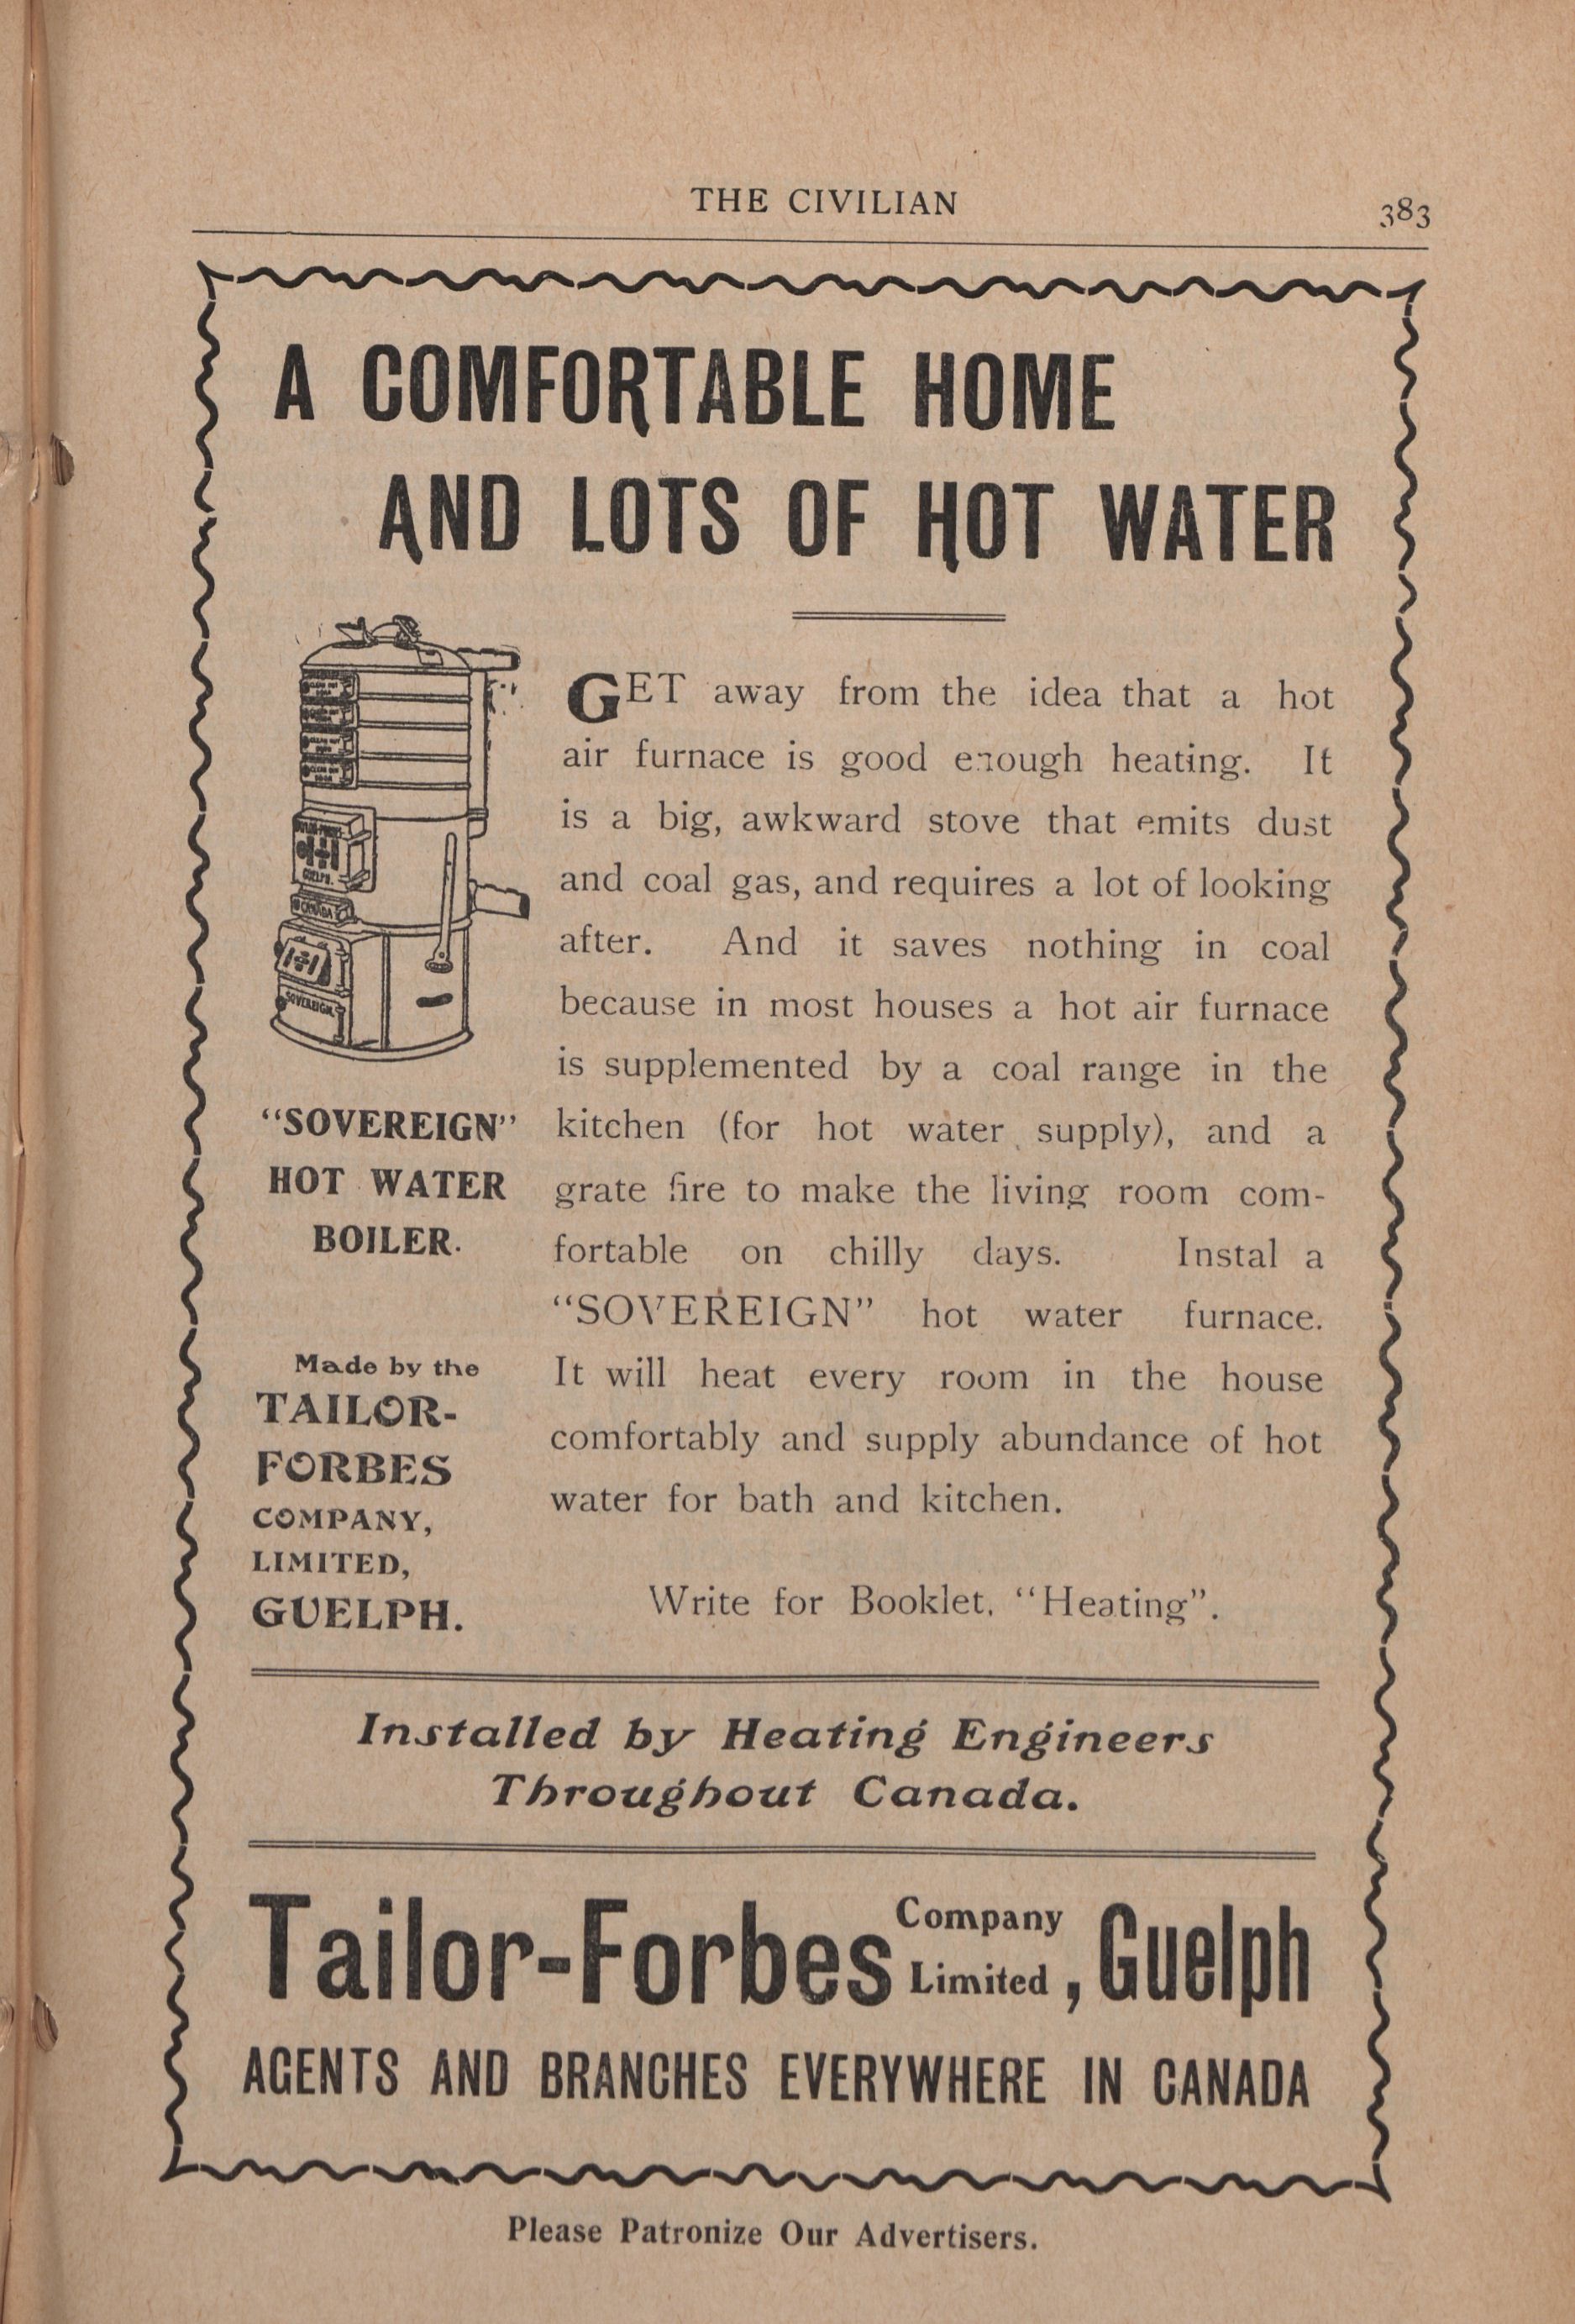 THE CIVILIAN
383
A COMFORTABLE HOME
AND LOTS OF HOT WATER
GET away from the idea that a hot
air furnace is good enough heating. It
is a big, awkward stove that emits dust
and coal gas, and requires a lot of looking
after. And it saves nothing in coal
because in most houses a hot air furnace
is supplemented by a coal range in the
kitchen (for hot water supply), and a
grate fire to make the living room com-
fortable on chilly days. Instal a
"SOVEREIGN" hot water furnace.
It will heat every room in the house
comfortably and supply abundance of hot
water for bath and kitchen.
Write for Booklet, "Heating".
GUELPH.
CANADA
SOVEREIGN
"SOVEREIGN"
HOT WATER
BOILER.
Made by the
TAILOR-
FORBES
COMPANY,
LIMITED,
GUELPH.
Installed by Heating Engineers
Throughout Canada.
Tailor-Forbes Company Limited, Guelph
AGENTS AND BRANCHES EVERYWHERE IN CANADA
Please Patronize Our Advertisers.